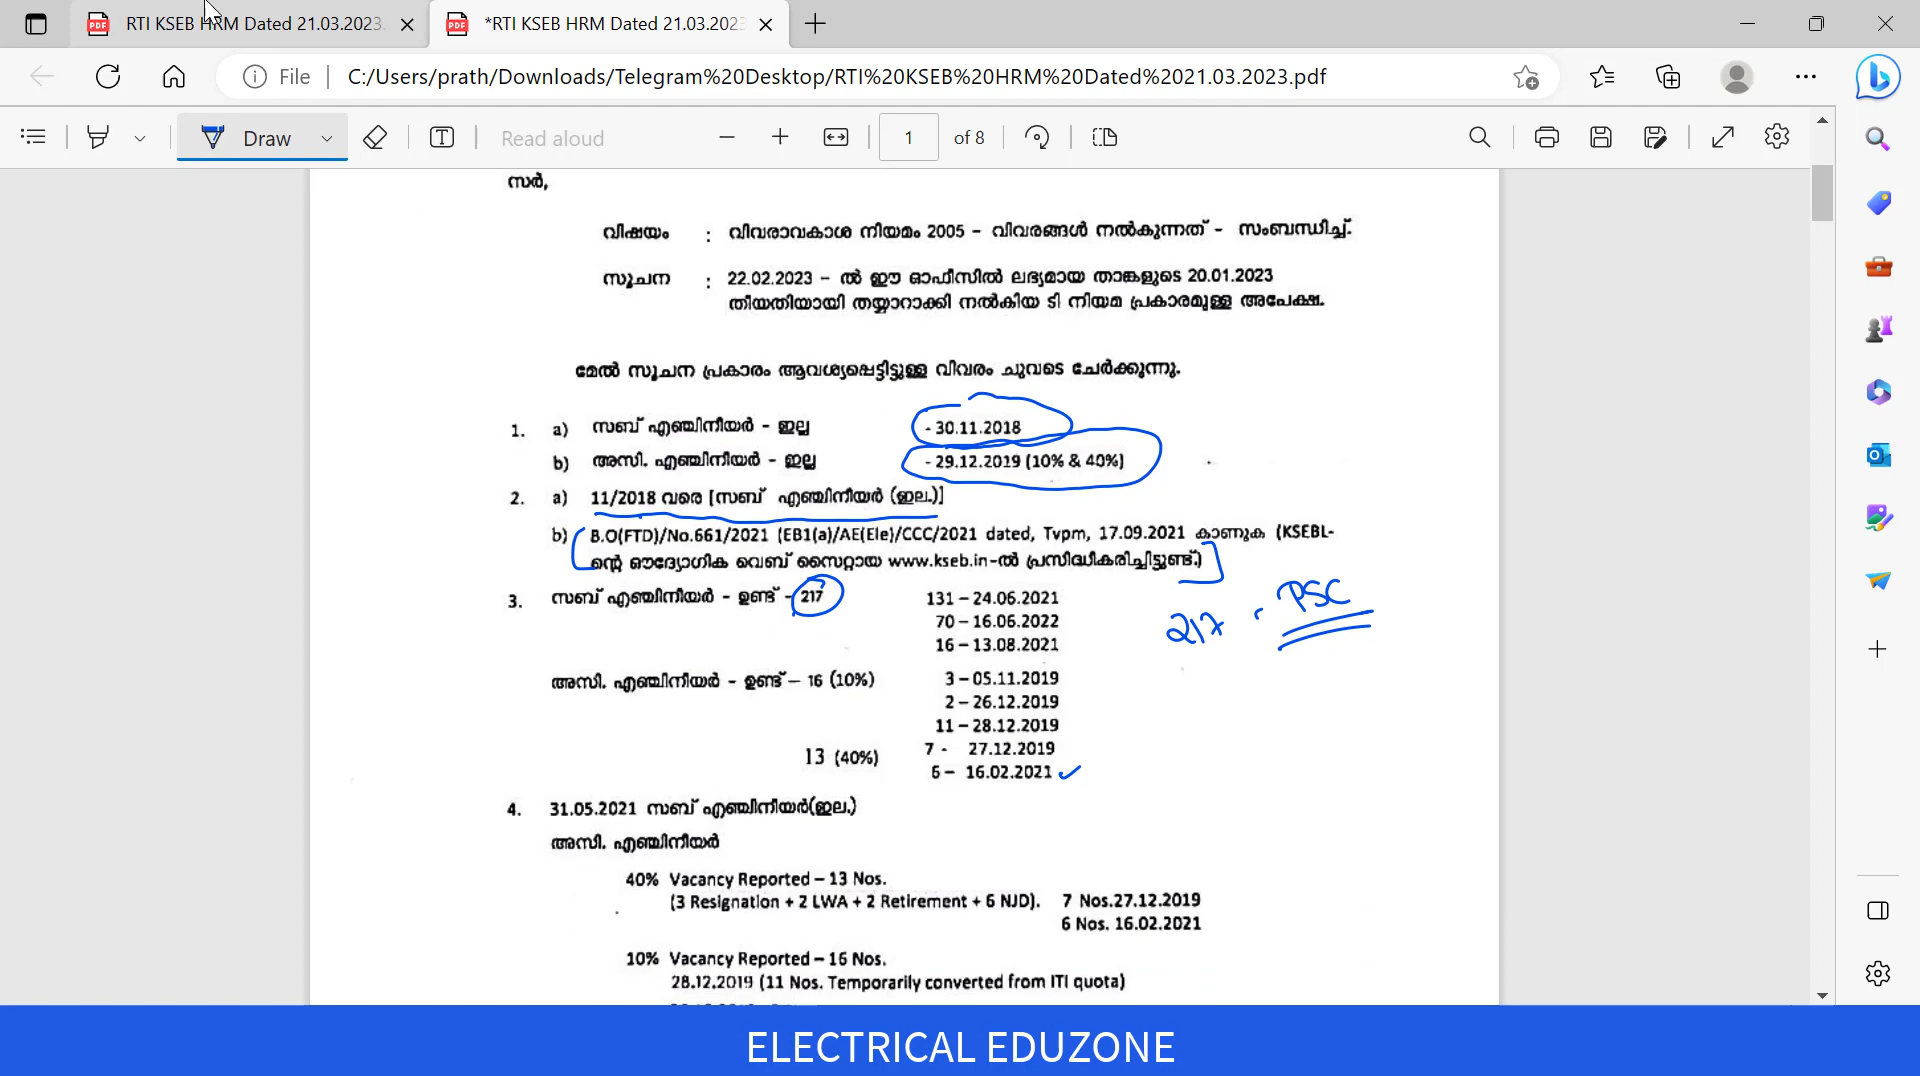 RTI KSEB HRM Dated 21.03.2023.
*RTI KSEB HRM Dated 21.03.2023
File
C:/Users/prath/Downloads/Telegram%20Desktop/RTI%20KSEB%20HRM%20Dated%2021.03.2023.pdf
Draw
Read aloud
1 of 8
സർ,
വിഷയം : വിവരാവകാശ നിയമം 2005 - വിവരങ്ങൾ നൽകുന്നത് - സംബന്ധിച്ച്.
സൂചന : 22.02.2023 - ൽ ഈ ഓഫീസിൽ ലഭ്യമായ താങ്കളുടെ 20.01.2023
തീയതിയായി തയ്യാറാക്കി നൽകിയ ടി നിയമ പ്രകാരമുള്ള അപേക്ഷ.
മേൽ സൂചന പ്രകാരം ആവശ്യപ്പെട്ടിട്ടുള്ള വിവരം ചുവടെ ചേർക്കുന്നു.
1. a) സബ് എഞ്ചിനീയർ - ഇല്ല - 30.11.2018
b) അസി. എഞ്ചിനീയർ - ഇല്ല - 29.12.2019 (10% & 40%)
2. a) 11/2018 വരെ [സബ് എഞ്ചിനീയർ (ഇല.)]
b) B.O(FTD)/No.661/2021 (EB1(a)/AE(Ele)/CCC/2021 dated, Tvpm, 17.09.2021 കാണുക (KSEBL-
ന്റെ ഔദ്യോഗിക വെബ് സൈറ്റായ www.kseb.in-ൽ പ്രസിദ്ധീകരിച്ചിട്ടുണ്ട്.)
3. സബ് എഞ്ചിനീയർ - ഉണ്ട് - 217 131 - 24.06.2021
70 - 16.06.2022
16 - 13.08.2021
217 - PSC
അസി. എഞ്ചിനീയർ - ഉണ്ട് - 16 (10%) 3 - 05.11.2019
2 - 26.12.2019
11 - 28.12.2019
13 (40%) 7 - 27.12.2019
6 - 16.02.2021
4. 31.05.2021 സബ് എഞ്ചിനീയർ(ഇല.)
അസി. എഞ്ചിനീയർ
40% Vacancy Reported - 13 Nos.
(3 Resignation + 2 LWA + 2 Retirement + 6 NJD). 7 Nos.27.12.2019
6 Nos. 16.02.2021
10% Vacancy Reported - 16 Nos.
28.12.2019 (11 Nos. Temporarily converted from ITI quota)
ELECTRICAL EDUZONE